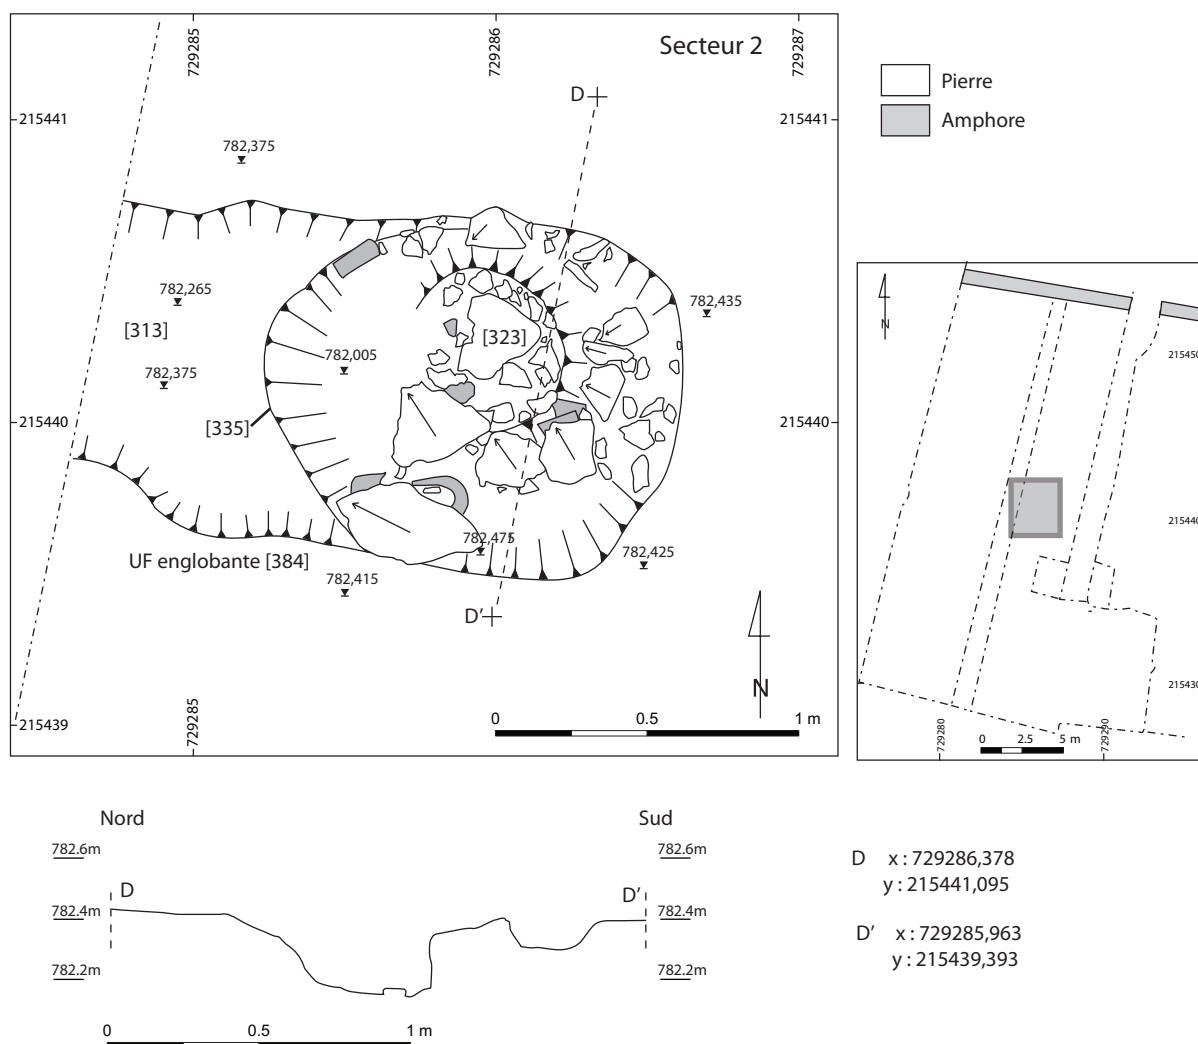 729285
729286
729287
Secteur 2
D
215441
215441
782,375
782,265
[313]
782,375
782,005
[323]
782,435
[335]
215440
215440
UF englobante [384]
782,475
782,425
782,415
D'
N
215439
729285
0 0.5 1 m
Pierre
Amphore
N
215450
215440
215430
729280
729290
0 2.5 5 m
Nord
Sud
782.6m
782.6m
D
D'
782.4m
782.4m
782.2m
782.2m
0 0.5 1 m
D x : 729286,378
y : 215441,095
D' x : 729285,963
y : 215439,393